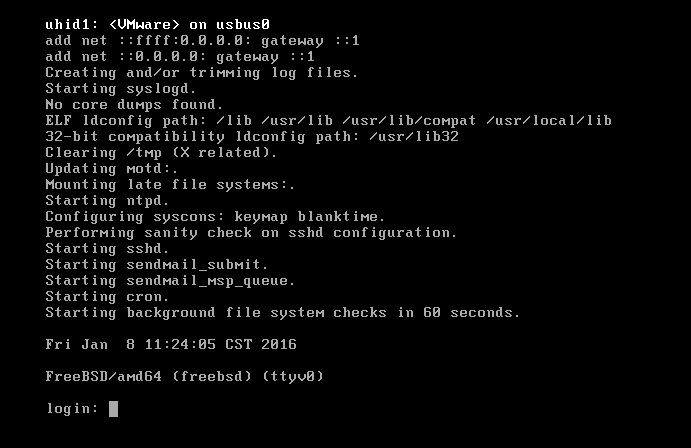 uhid1: <VMware> on usbus0
add net ::ffff:0.0.0.0: gateway ::1
add net ::0.0.0.0: gateway ::1
Creating and/or trimming log files.
Starting syslogd.
No core dumps found.
ELF ldconfig path: /lib /usr/lib /usr/lib/compat /usr/local/lib
32-bit compatibility ldconfig path: /usr/lib32
Clearing /tmp (X related).
Updating motd:.
Mounting late file systems:.
Starting ntpd.
Configuring syscons: keymap blanktime.
Performing sanity check on sshd configuration.
Starting sshd.
Starting sendmail_submit.
Starting sendmail_msp_queue.
Starting cron.
Starting background file system checks in 60 seconds.
Fri Jan  8 11:24:05 CST 2016
FreeBSD/amd64 (freebsd) (ttyv0)
login: